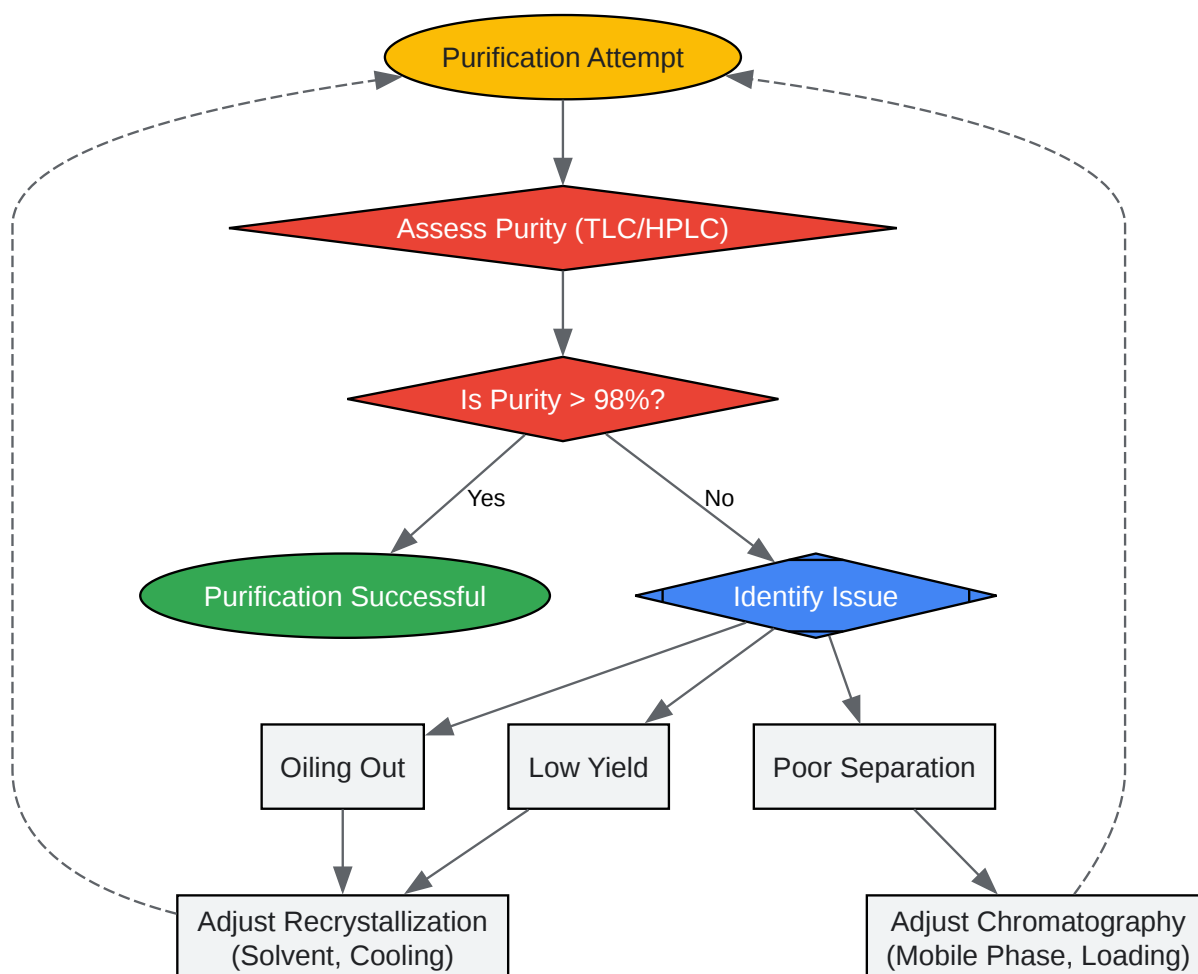 Purification Attempt
Assess Purity (TLC/HPLC)
Is Purity > 98%?
Yes
No
Purification Successful
Identify Issue
Oiling Out
Low Yield
Poor Separation
Adjust Recrystallization
(Solvent, Cooling)
Adjust Chromatography
(Mobile Phase, Loading)